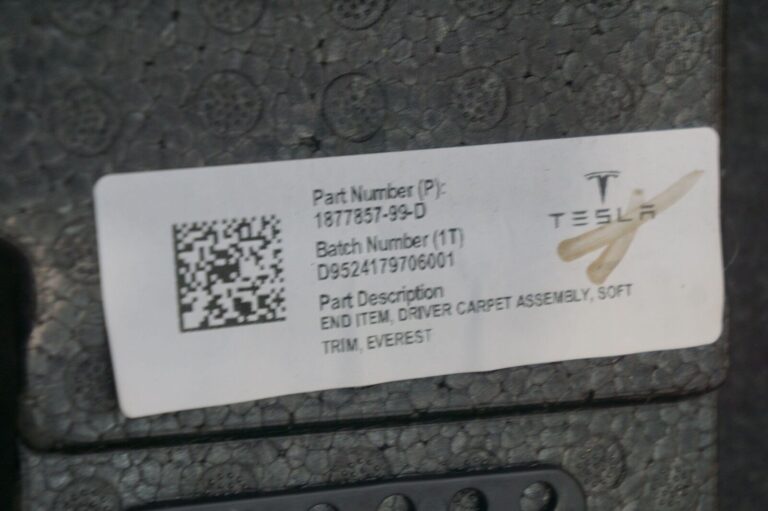 Part Number (P):
1877857-99-D
Batch Number (1T)
D9524179706001
Part Description
END ITEM, DRIVER CARPET ASSEMBLY, SOFT
TRIM, EVEREST
TESLA